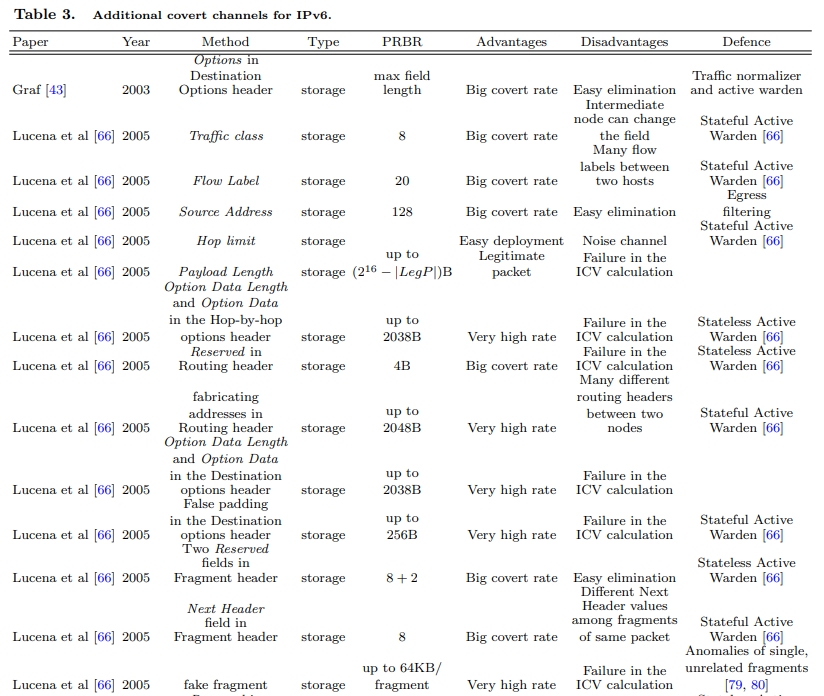 Table 3. Additional covert channels for IPv6.
Paper Year Method Type PRBR Advantages Disadvantages Defence
Options in
Destination max field Traffic normalizer
Graf [43] 2003 Options header storage length Big covert rate Easy elimination and active warden
Intermediate
node can change Stateful Active
Lucena et al [66] 2005 Traffic class storage 8 Big covert rate the field Warden [66]
Many flow
labels between Stateful Active
Lucena et al [66] 2005 Flow Label storage 20 Big covert rate two hosts Warden [66]
Egress
Lucena et al [66] 2005 Source Address storage 128 Big covert rate Easy elimination filtering
Stateful Active
Lucena et al [66] 2005 Hop limit storage Easy deployment Noise channel Warden [66]
up to Legitimate Failure in the
Lucena et al [66] 2005 Payload Length storage (2^16 − |LegP|)B packet ICV calculation
Option Data Length
and Option Data
in the Hop-by-hop up to Failure in the Stateless Active
Lucena et al [66] 2005 options header storage 2038B Very high rate ICV calculation Warden [66]
Reserved in Failure in the Stateless Active
Lucena et al [66] 2005 Routing header storage 4B Big covert rate ICV calculation Warden [66]
Many different
fabricating routing headers
addresses in up to between two Stateful Active
Lucena et al [66] 2005 Routing header storage 2048B Very high rate nodes Warden [66]
Option Data Length
and Option Data
in the Destination up to Failure in the
Lucena et al [66] 2005 options header storage 2038B Very high rate ICV calculation
False padding
in the Destination up to Failure in the Stateful Active
Lucena et al [66] 2005 options header storage 256B Very high rate ICV calculation Warden [66]
Two Reserved
fields in Stateless Active
Lucena et al [66] 2005 Fragment header storage 8 + 2 Big covert rate Easy elimination Warden [66]
Different Next
Next Header Header values
field in among fragments Stateful Active
Lucena et al [66] 2005 Fragment header storage 8 Big covert rate of same packet Warden [66]
Anomalies of single,
up to 64KB/ Failure in the unrelated fragments
Lucena et al [66] 2005 fake fragment storage fragment Very high rate ICV calculation [79, 80]